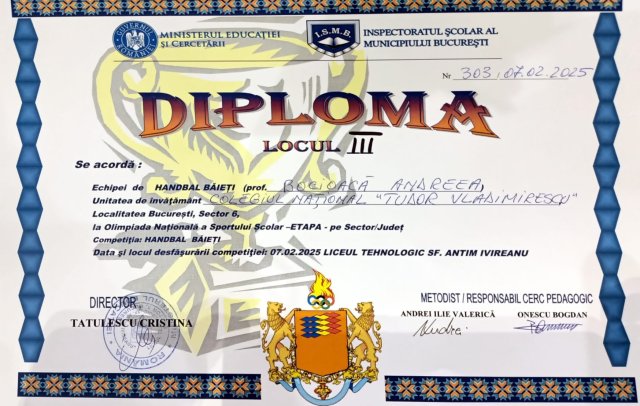 MINISTERUL EDUCAȚIEI
ȘI CERCETĂRII
GUVERNUL ROMÂNIEI
I.S.M.B.
INSPECTORATUL ȘCOLAR AL
MUNICIPIULUI BUCUREȘTI
Nr 303/07.02.2025
DIPLOMA
LOCUL III
Se acordă :
Echipei de HANDBAL BĂIEȚI (prof. BOCIOACĂ ANDREEA)
Unitatea de învățământ COLEGIUL NAȚIONAL "TUDOR VLADIMIRESCU"
Localitatea București, Sector 6,
la Olimpiada Națională a Sportului Școlar –ETAPA - pe Sector/Județ
Competiția: HANDBAL BĂIEȚI
Data și locul desfășurării competiției: 07.02.2025 LICEUL TEHNOLOGIC SF. ANTIM IVIREANU
DIRECTOR
TATULESCU CRISTINA
ROMANIA
METODIST / RESPONSABIL CERC PEDAGOGIC
ANDREI ILIE VALERICĂ
ONESCU BOGDAN